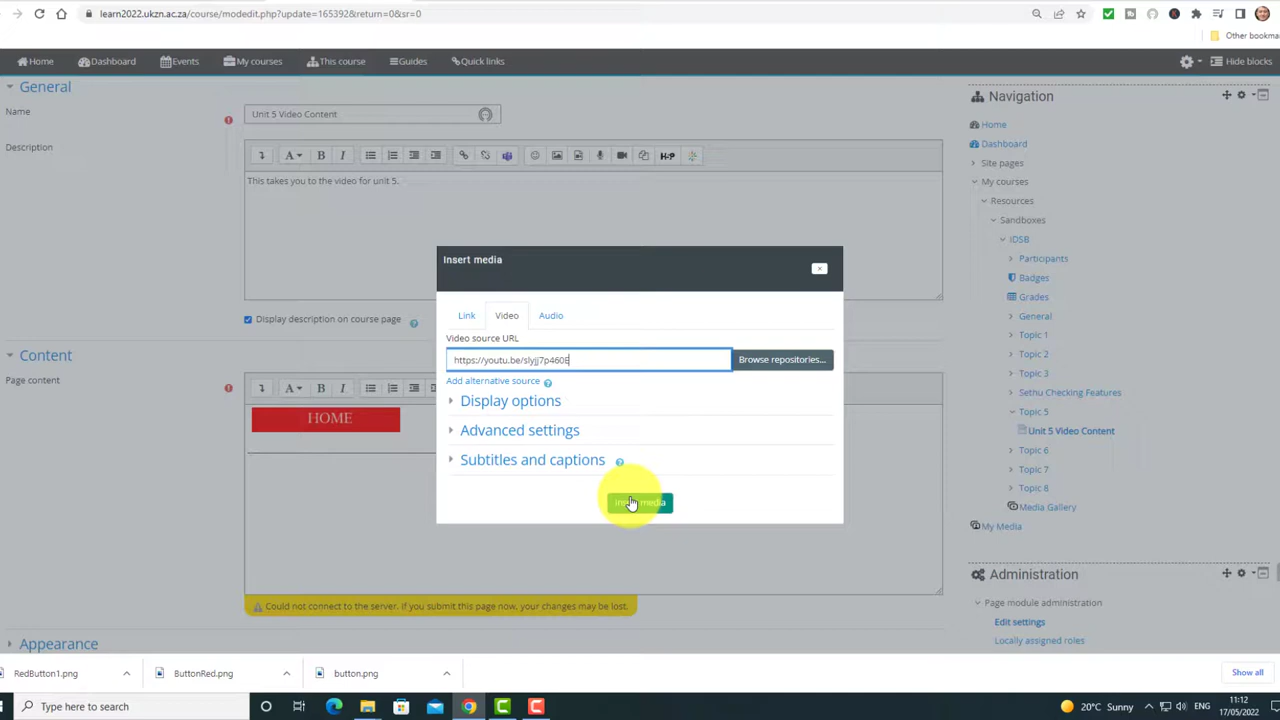 learn2022.ukzn.ac.za/course/modedit.php?update=165392&return=0&sr=0
Other bookma
Home Dashboard Events My courses This course Guides Quick links Hide blocks
General
Name Unit 5 Video Content
Description
This takes you to the video for unit 5.
Display description on course page
Content
Page content
HOME
Could not connect to the server. If you submit this page now, your changes may be lost.
Appearance
Insert media
Link Video Audio
Video source URL
https://youtu.be/slyjj7p460E
Browse repositories...
Add alternative source
Display options
Advanced settings
Subtitles and captions
Insert media
Navigation
Home
Dashboard
Site pages
My courses
Resources
Sandboxes
IDSB
Participants
Badges
Grades
General
Topic 1
Topic 2
Topic 3
Sethu Checking Features
Topic 5
Unit 5 Video Content
Topic 6
Topic 7
Topic 8
Media Gallery
My Media
Administration
Page module administration
Edit settings
Locally assigned roles
RedButton1.png ButtonRed.png button.png Show all
Type here to search
20°C Sunny
ENG
11:12
17/05/2022